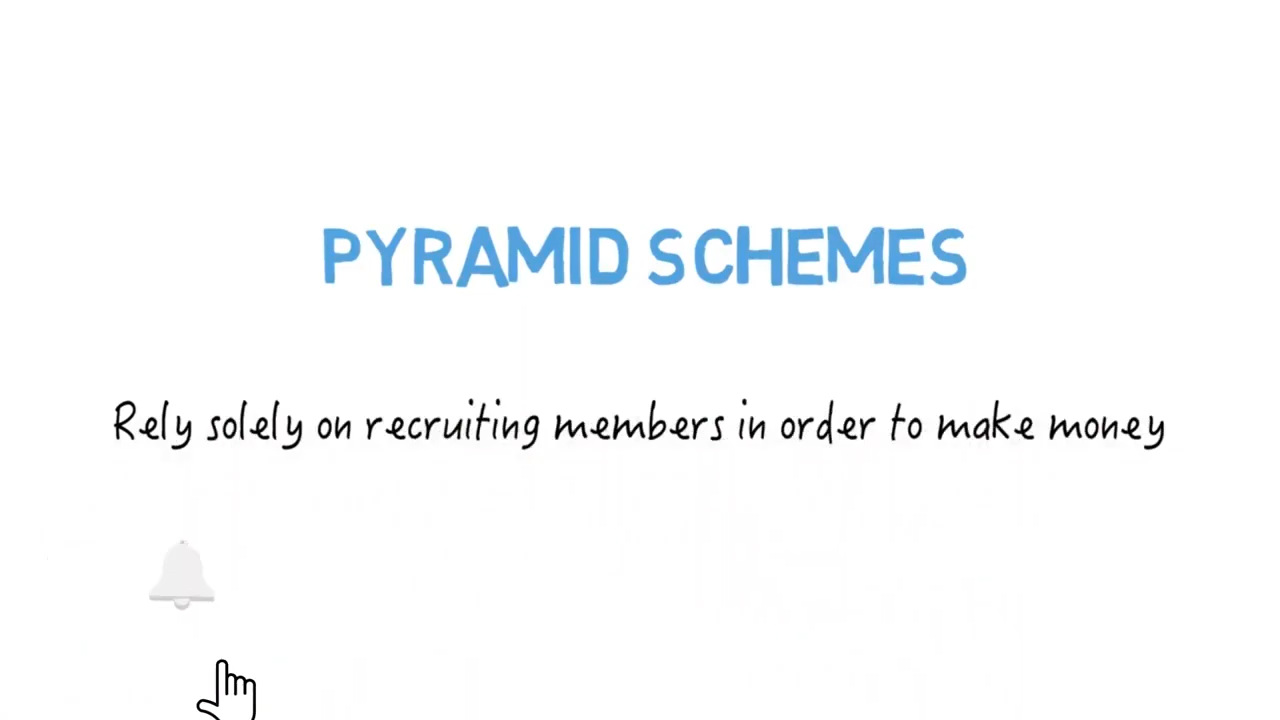 PYRAMID SCHEMES
Rely solely on recruiting members in order to make money